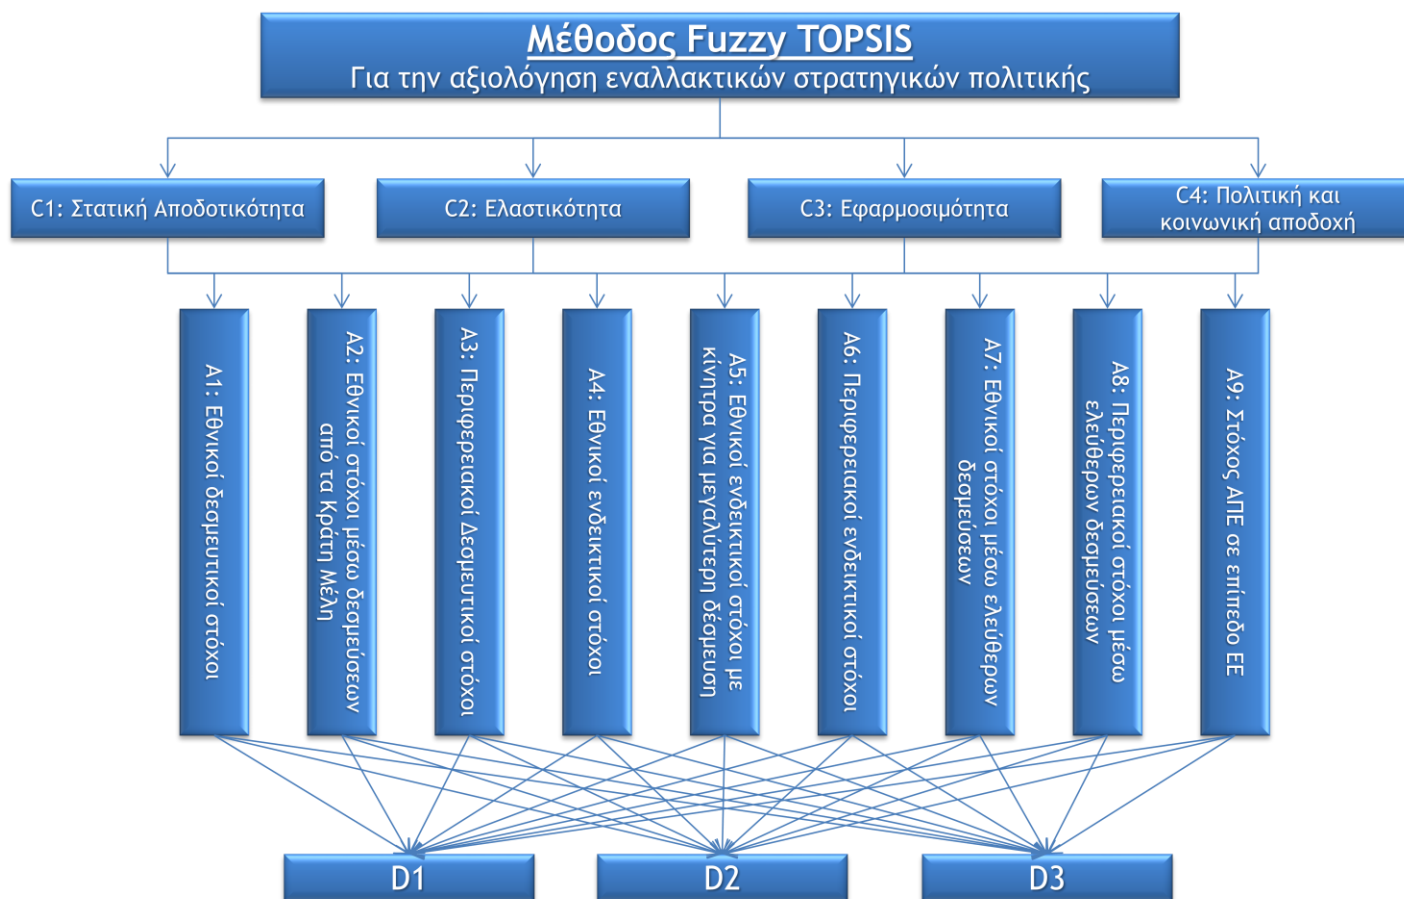 Μέθοδος Fuzzy TOPSIS
Για την αξιολόγηση εναλλακτικών στρατηγικών πολιτικής
C1: Στατική Αποδοτικότητα
C2: Ελαστικότητα
C3: Εφαρμοσιμότητα
C4: Πολιτική και
κοινωνική αποδοχή
A1: Εθνικοί δεσμευτικοί στόχοι
A2: Εθνικοί στόχοι μέσω δεσμεύσεων
από τα Κράτη Μέλη
A3: Περιφερειακοί Δεσμευτικοί στόχοι
A4: Εθνικοί ενδεικτικοί στόχοι
A5: Εθνικοί ενδεικτικοί στόχοι με
κίνητρα για μεγαλύτερη δέσμευση
A6: Περιφερειακοί ενδεικτικοί στόχοι
A7: Εθνικοί στόχοι μέσω ελεύθερων
δεσμεύσεων
A8: Περιφερειακοί στόχοι μέσω
ελεύθερων δεσμεύσεων
A9: Στόχος ΑΠΕ σε επίπεδο ΕΕ
D1
D2
D3